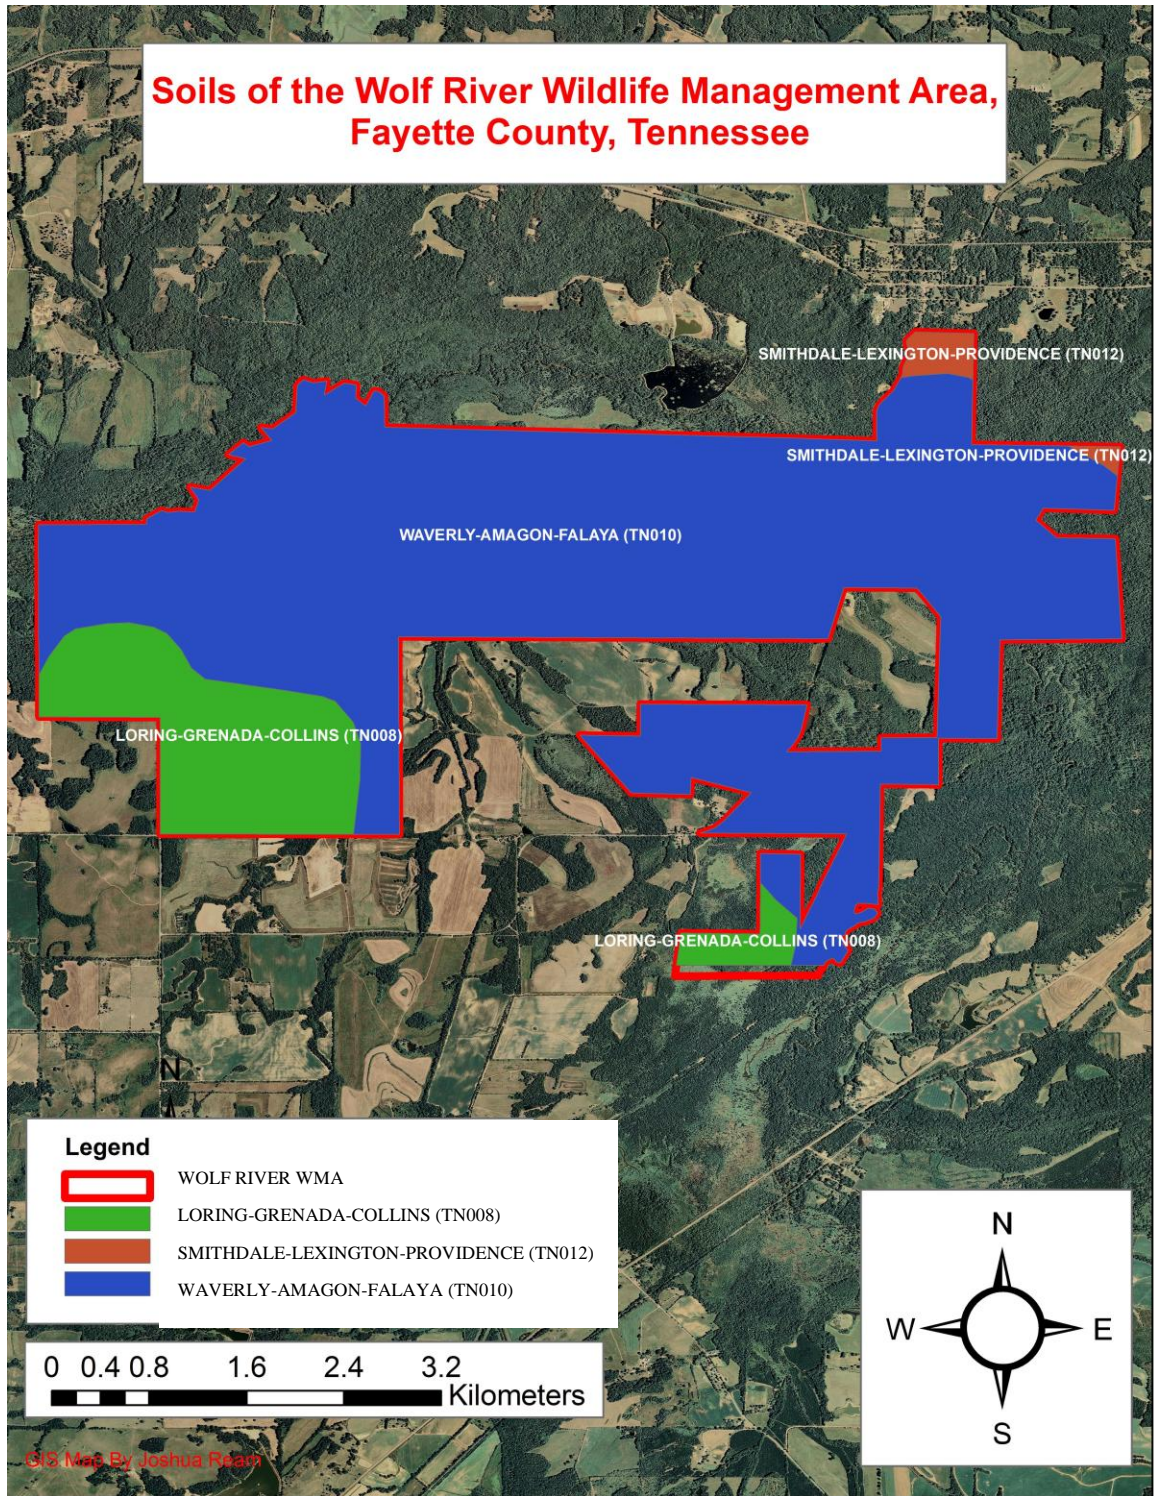 Soils of the Wolf River Wildlife Management Area,
Fayette County, Tennessee
SMITHDALE-LEXINGTON-PROVIDENCE (TN012)
SMITHDALE-LEXINGTON-PROVIDENCE (TN012)
WAVERLY-AMAGON-FALAYA (TN010)
LORING-GRENADA-COLLINS (TN008)
LORING-GRENADA-COLLINS (TN008)
N
Legend
WOLF RIVER WMA
LORING-GRENADA-COLLINS (TN008)
SMITHDALE-LEXINGTON-PROVIDENCE (TN012)
WAVERLY-AMAGON-FALAYA (TN010)
N
W E
S
0 0.4 0.8 1.6 2.4 3.2
Kilometers
GIS Map By Joshua Ream